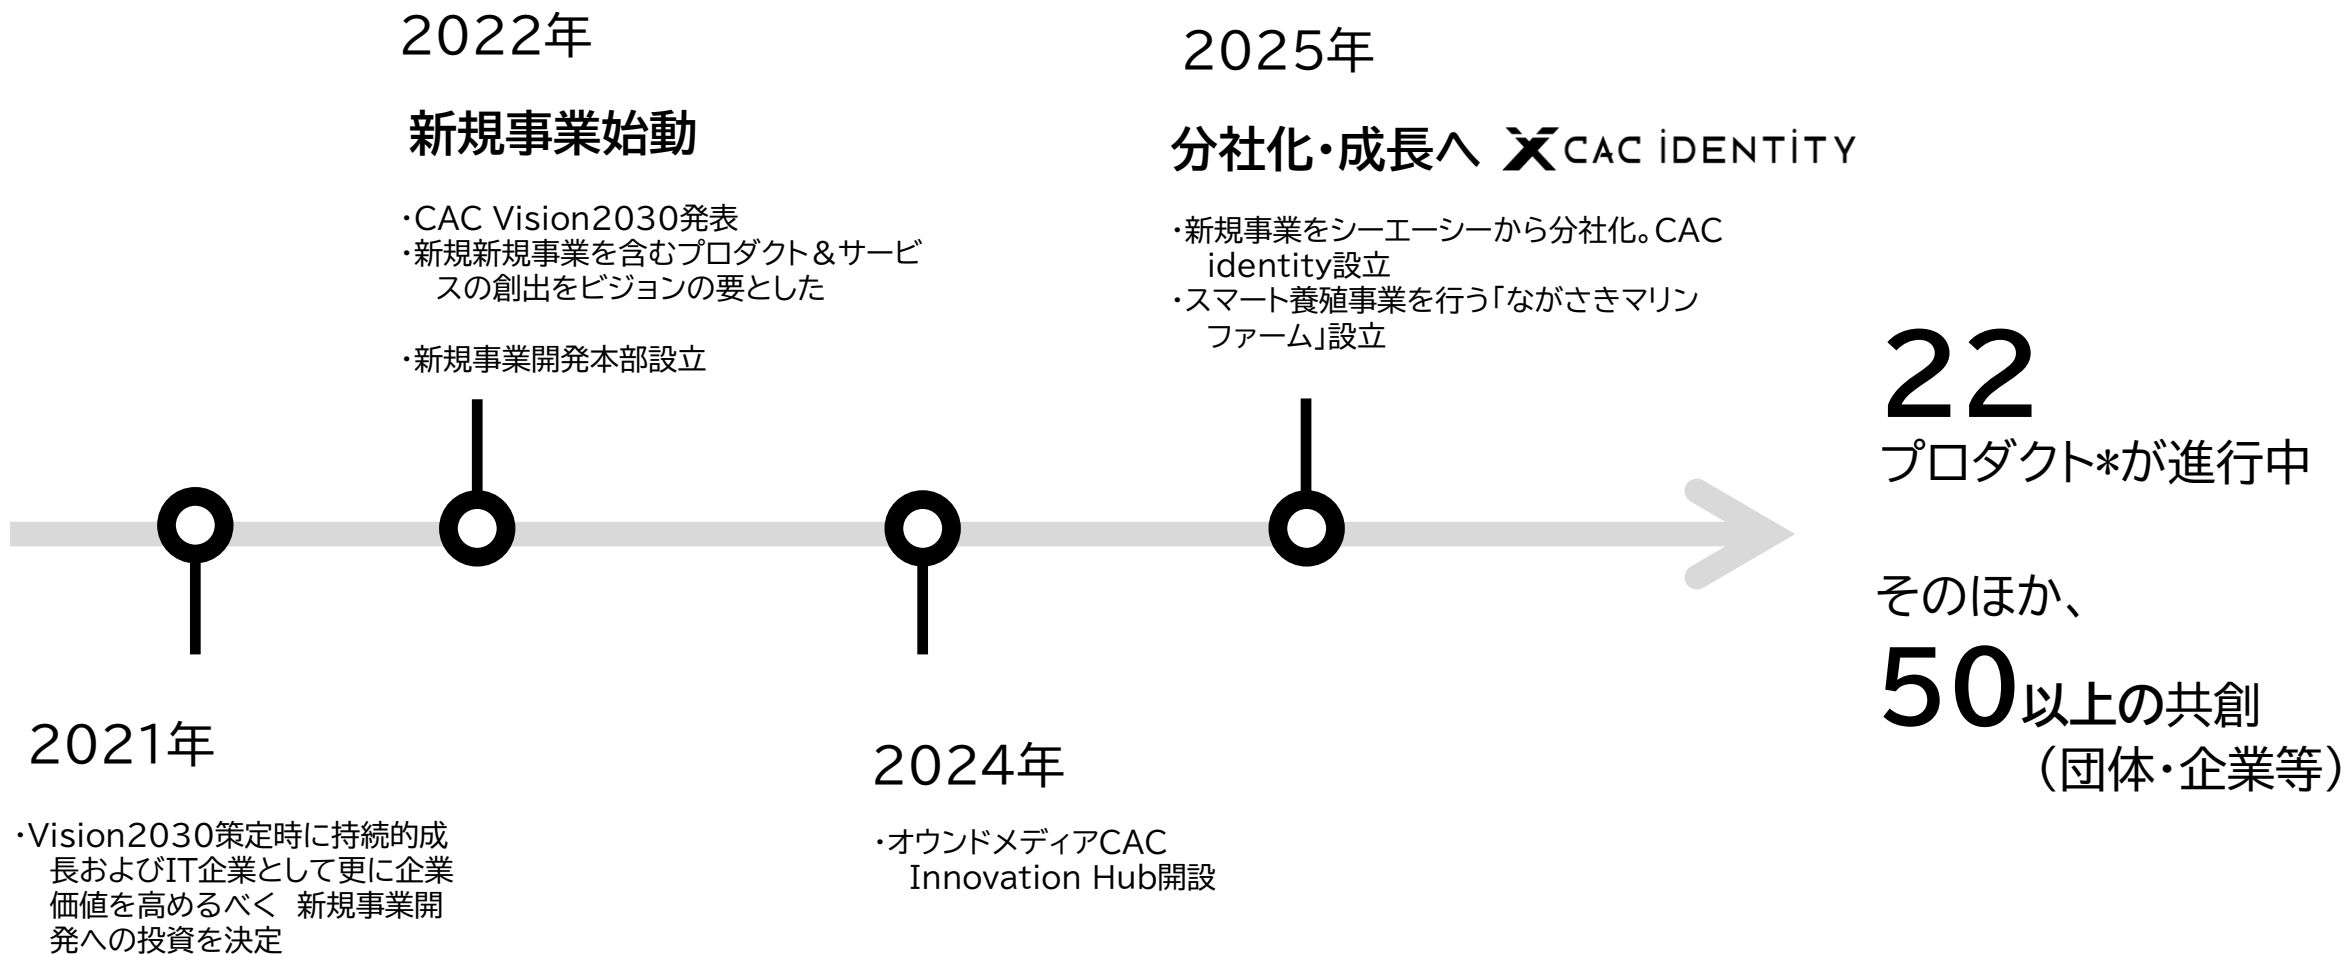 2022年
新規事業始動
・CAC Vision2030発表
・新規新規事業を含むプロダクト＆サービ
スの創出をビジョンの要とした
・新規事業開発本部設立
2025年
分社化・成長へ CAC iDENTiTY
・新規事業をシーエーシーから分社化。CAC
identity設立
・スマート養殖事業を行う「ながさきマリン
ファーム」設立
22
プロダクト*が進行中
そのほか、
50以上の共創
（団体・企業等）
2021年
・Vision2030策定時に持続的成
長およびIT企業として更に企業
価値を高めるべく 新規事業開
発への投資を決定
2024年
・オウンドメディアCAC
Innovation Hub開設